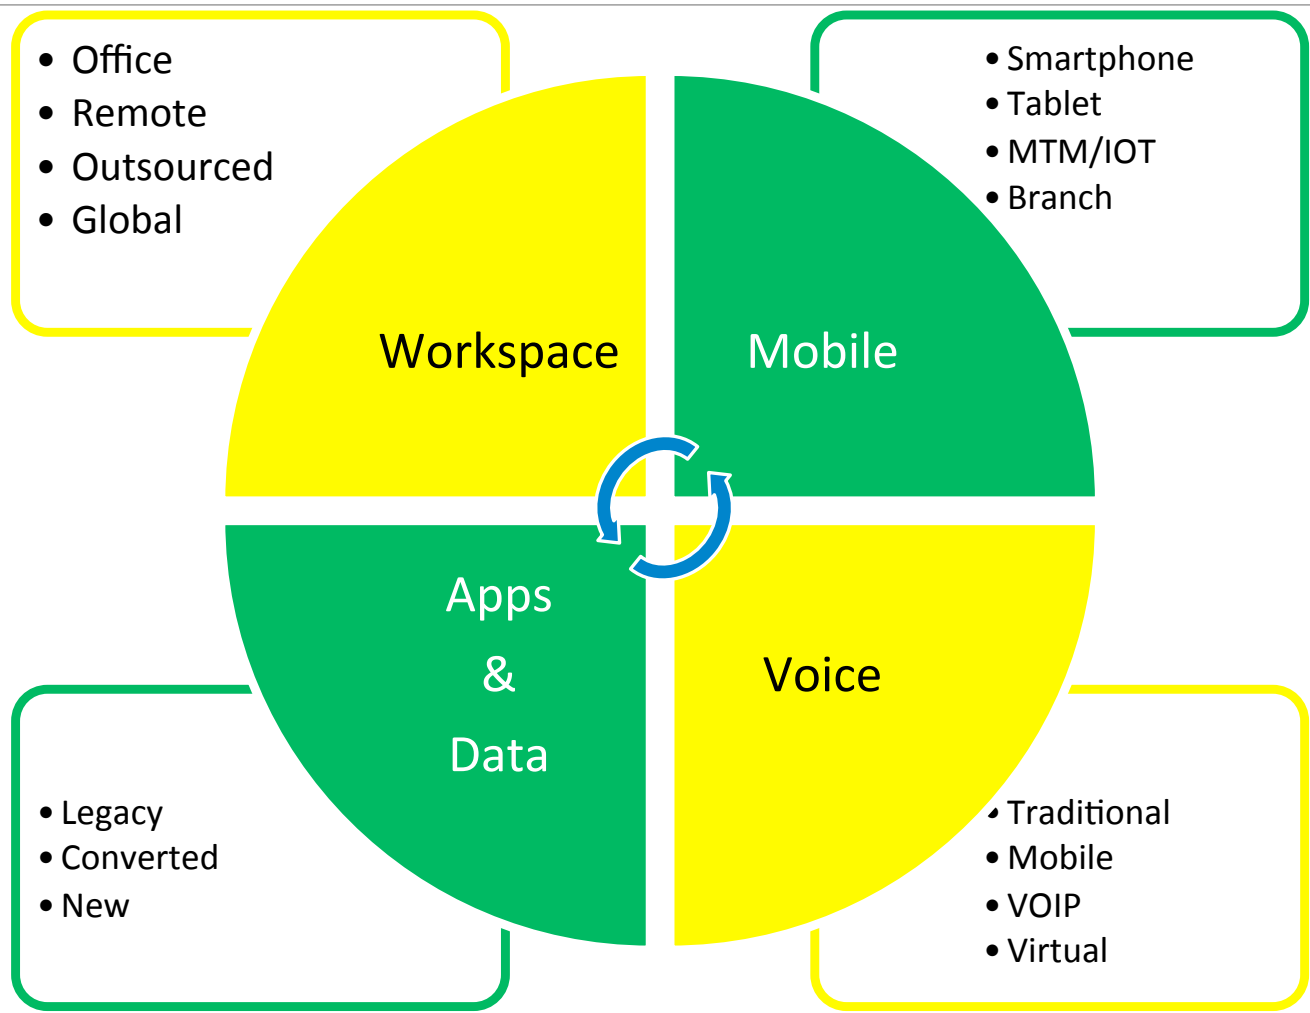 • Office
• Remote
• Outsourced
• Global
• Smartphone
• Tablet
• MTM/IOT
• Branch
Workspace
Mobile
Apps
&
Data
Voice
• Legacy
• Converted
• New
• Traditional
• Mobile
• VOIP
• Virtual